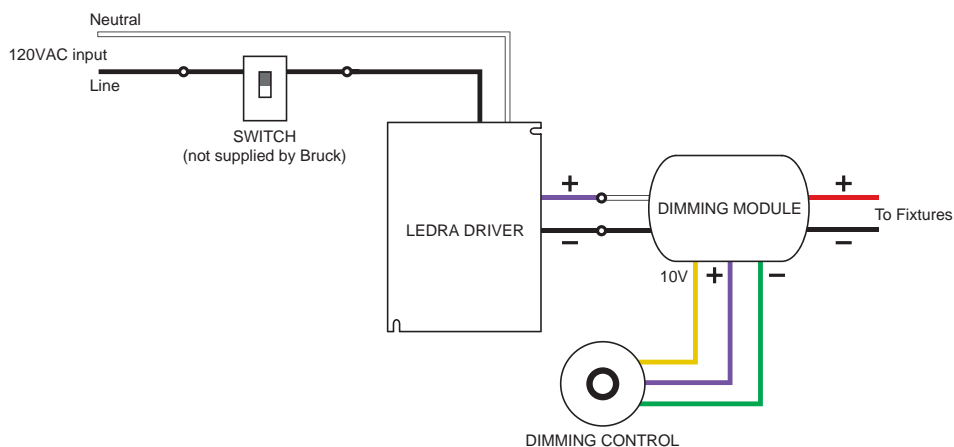 Neutral
120VAC input
Line
SWITCH
(not supplied by Bruck)
LEDRA DRIVER
+
−
DIMMING MODULE
+
−
To Fixtures
10V
+
−
DIMMING CONTROL